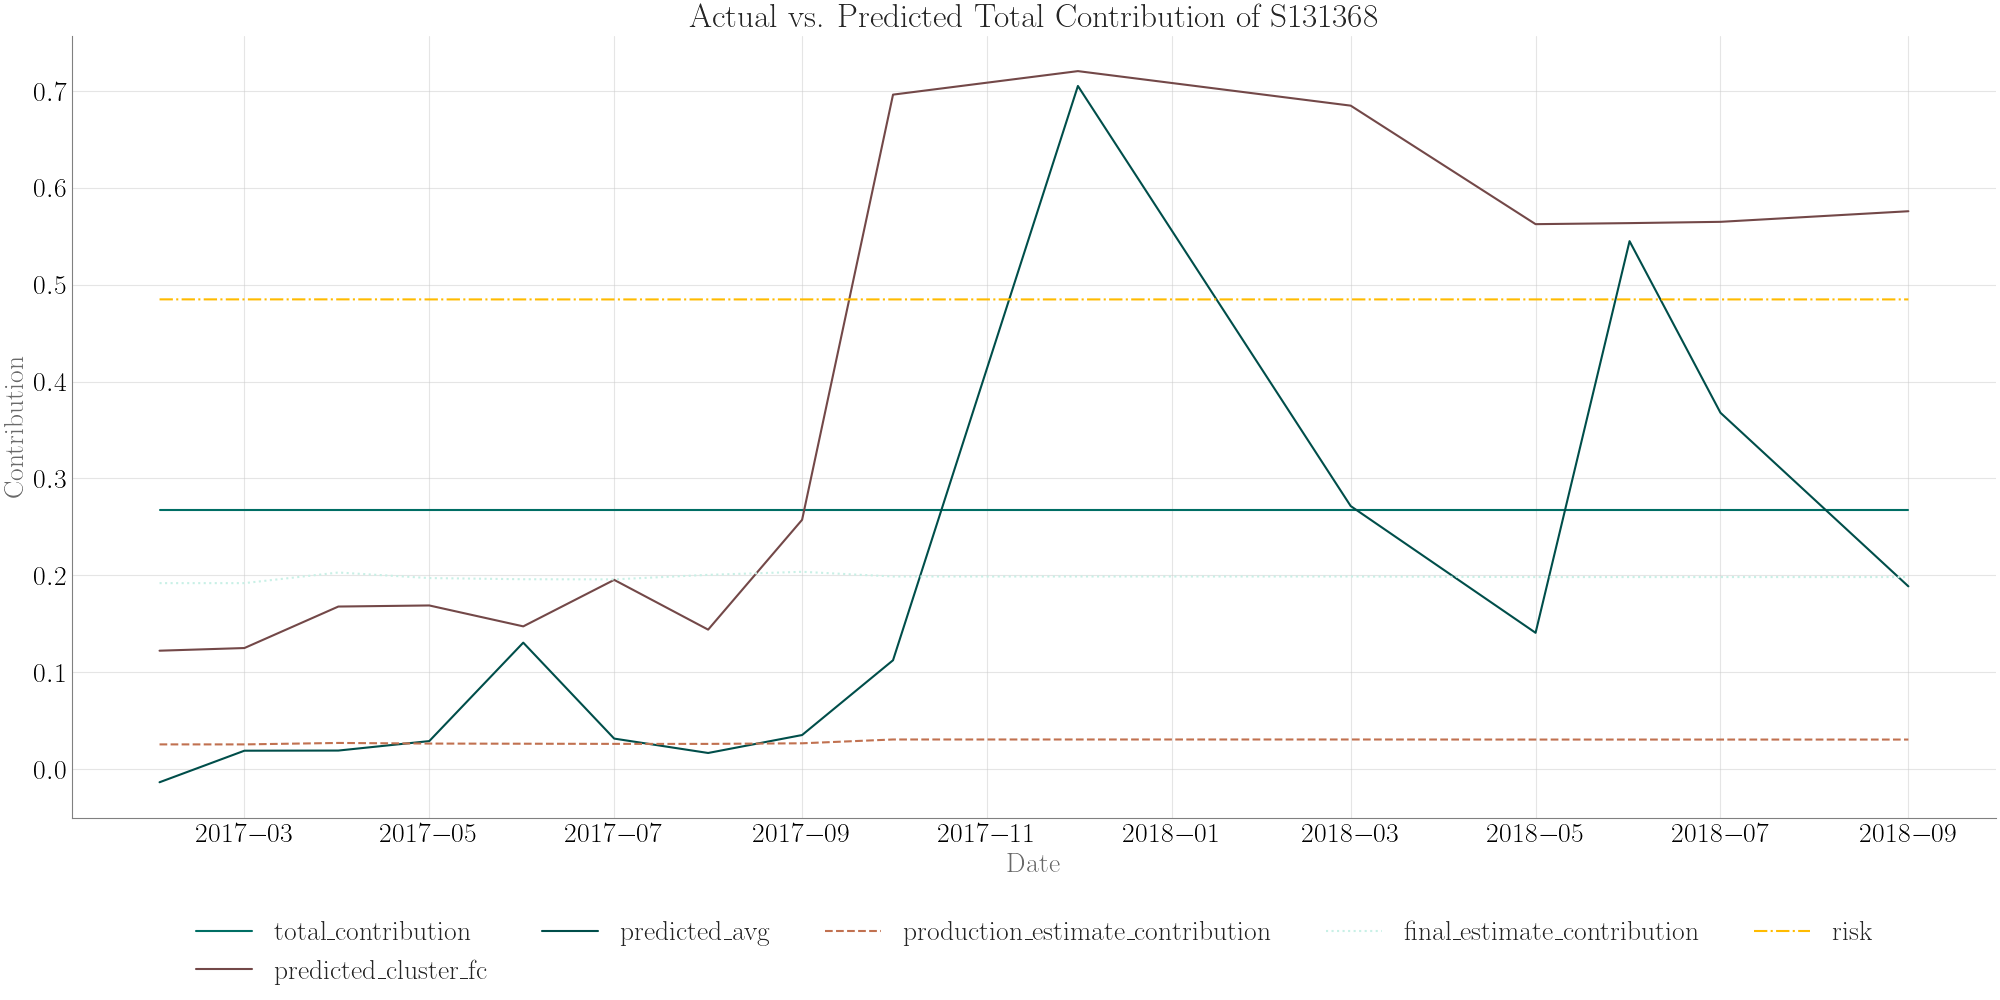 Actual vs. Predicted Total Contribution of S131368
Contribution
0.7
0.6
0.5
0.4
0.3
0.2
0.1
0.0
2017−03 2017−05 2017−07 2017−09 2017−11 2018−01 2018−03 2018−05 2018−07 2018−09
Date
total_contribution predicted_avg production_estimate_contribution final_estimate_contribution risk
predicted_cluster_fc